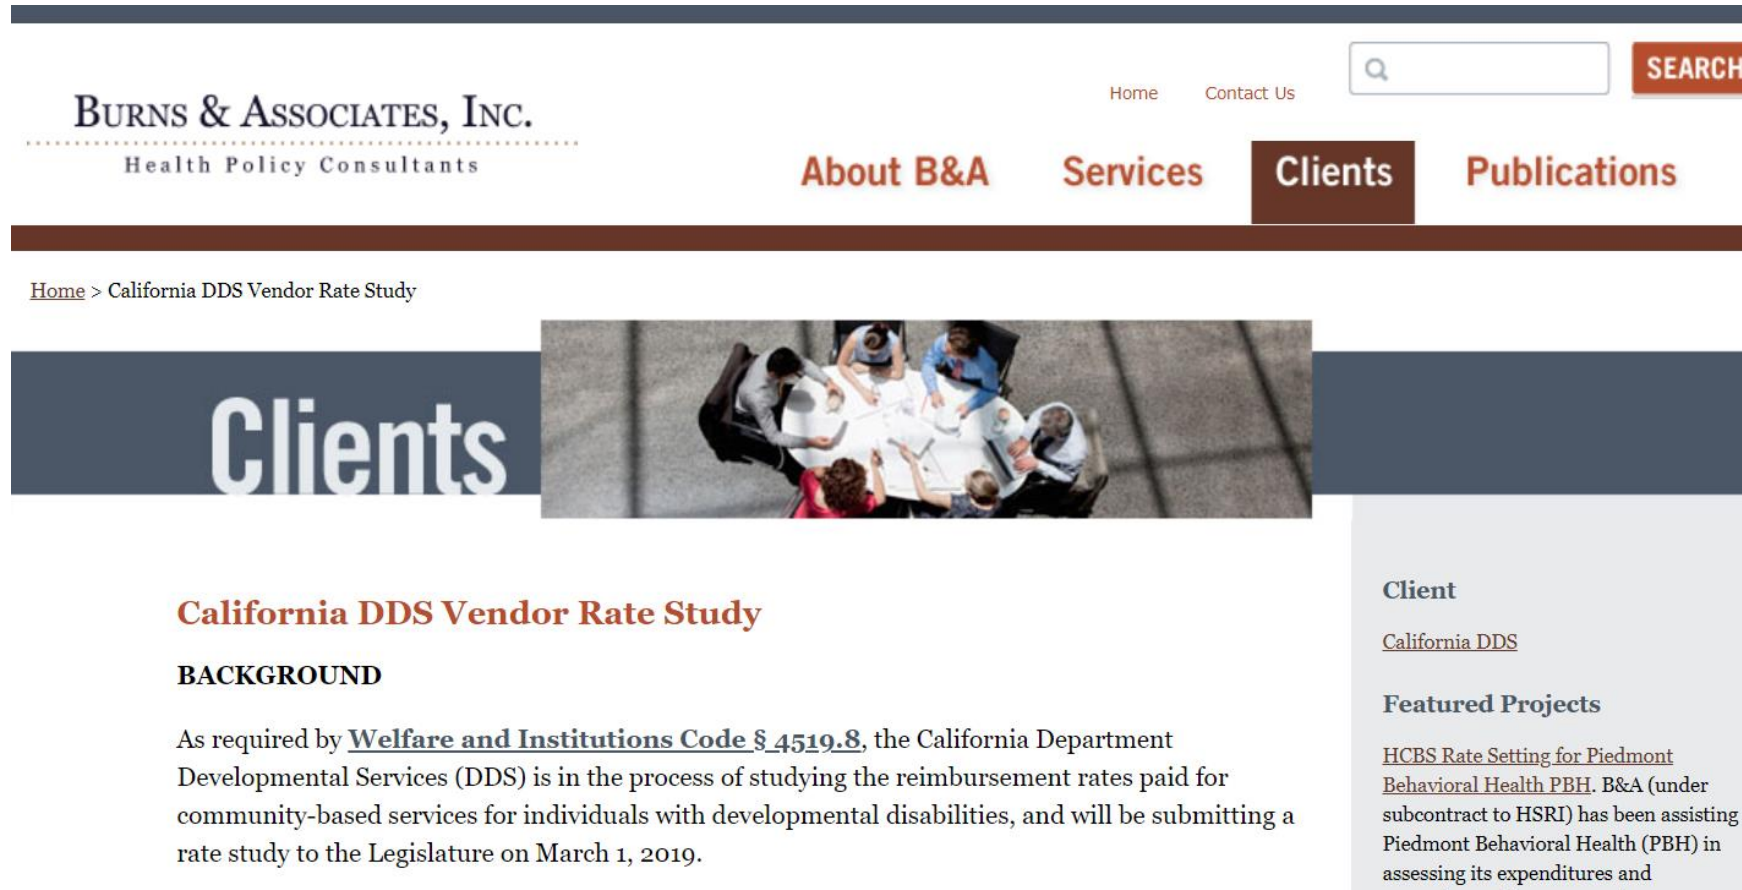 BURNS & ASSOCIATES, INC.
Health Policy Consultants
Home
Contact Us
SEARCH
About B&A
Services
Clients
Publications
Home > California DDS Vendor Rate Study
Clients
California DDS Vendor Rate Study
BACKGROUND
As required by Welfare and Institutions Code § 4519.8, the California Department
Developmental Services (DDS) is in the process of studying the reimbursement rates paid for
community-based services for individuals with developmental disabilities, and will be submitting a
rate study to the Legislature on March 1, 2019.
Client
California DDS
Featured Projects
HCBS Rate Setting for Piedmont
Behavioral Health PBH. B&A (under
subcontract to HSRI) has been assisting
Piedmont Behavioral Health (PBH) in
assessing its expenditures and